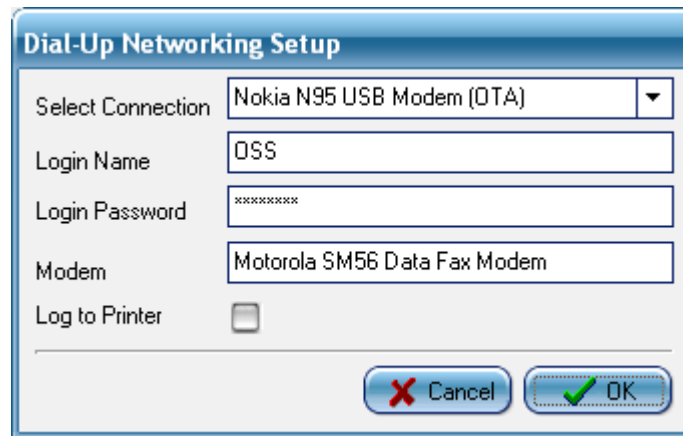 Dial-Up Networking Setup
Select Connection Nokia N95 USB Modem (OTA)
Login Name OSS
Login Password ********
Modem Motorola SM56 Data Fax Modem
Log to Printer
Cancel OK